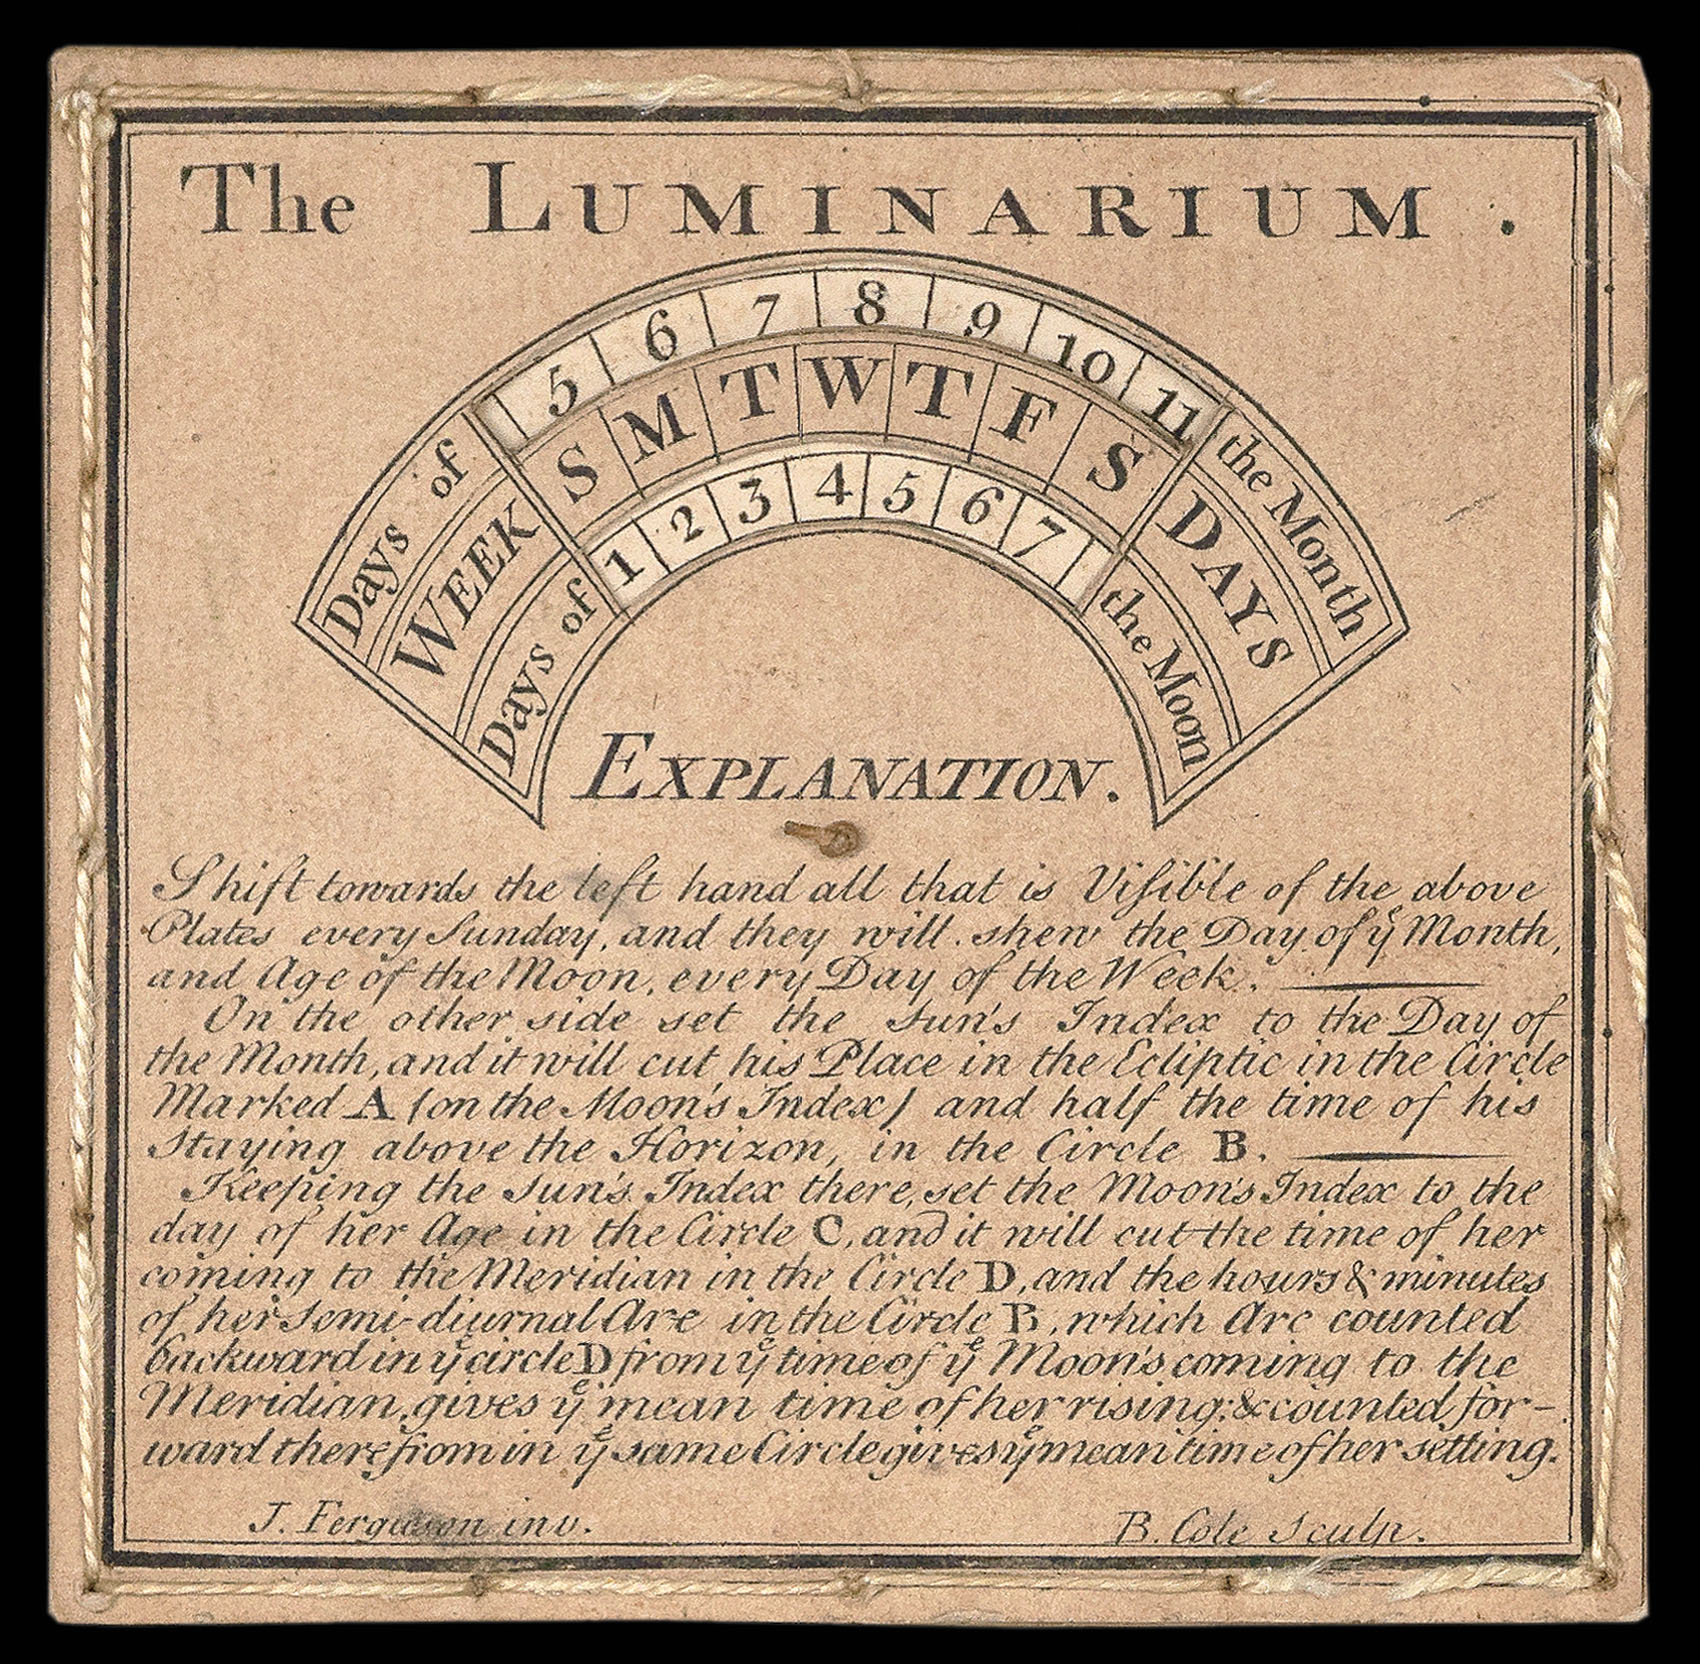 The LUMINARIUM.
5 6 7 8 9 10 11
Days of the Month
S M T W T F S
WEEK DAYS
1 2 3 4 5 6 7
Days of the Moon
EXPLANATION.
Shift towards the left hand all that is Viſible of the above
Plates every Sunday, and they will shew the Day of yͤ Month,
and Age of the Moon, every Day of the Week.
On the other side set the Sun's Index to the Day of
the Month, and it will cut his Place in the Ecliptic in the Circle
Marked A (on the Moon's Index) and half the time of his
Staying above the Horizon, in the Circle B.
Keeping the Sun's Index there, set the Moon's Index to the
day of her Age in the Circle C, and it will cut the time of her
coming to the Meridian in the Circle D, and the hours & minutes
of her Semi-diurnal Arc in the Circle B, which Arc counted
backward in yͤ circle D from yͤ time of yͤ Moon's coming to the
Meridian, gives yͤ mean time of her rising; & counted for-
ward therefrom in yͤ same Circle gives yͤ mean time of her setting.
J. Ferguson inv.
B. Cole Sculp.